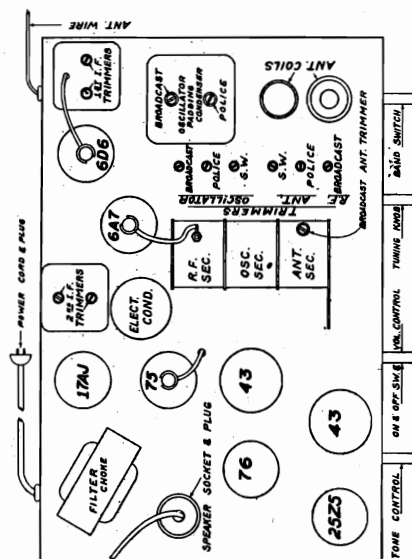 ANT. WIRE
1st I.F.
TRIMMERS
6D6
BROADCAST
OSCILLATOR
PADDING
CONDENSER
POLICE
ANT. COILS
BROADCAST
POLICE
S.W.
S.W.
POLICE
BROADCAST
OSCILLATOR
ANT.
R.F.
TRIMMERS
BROADCAST ANT. TRIMMER
BAND SWITCH
POWER CORD & PLUG
6A7
R.F.
SEC.
OSC.
SEC.
ANT.
SEC.
TUNING KNOB
2nd I.F.
TRIMMERS
ELECT.
COND.
VOL. CONTROL
17AJ
75
43
43
ON & OFF SW. &
FILTER
CHOKE
SPEAKER SOCKET & PLUG
76
25Z5
TONE CONTROL